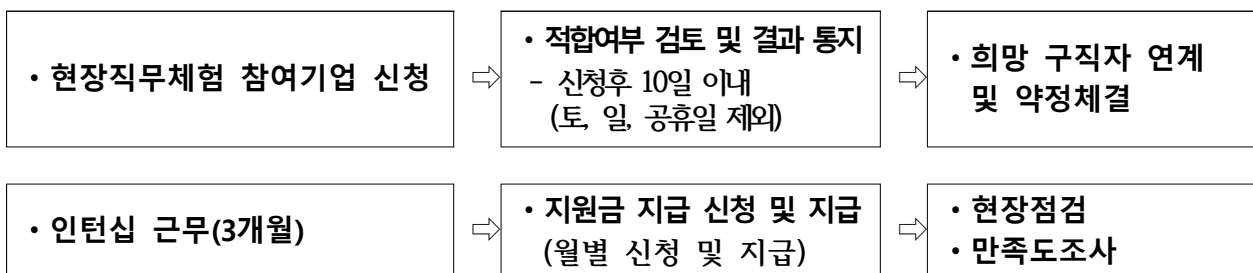 • 현장직무체험 참여기업 신청
⇨
• 적합여부 검토 및 결과 통지
- 신청후 10일 이내
(토, 일, 공휴일 제외)
⇨
• 희망 구직자 연계
및 약정체결
• 인턴십 근무(3개월)
⇨
• 지원금 지급 신청 및 지급
(월별 신청 및 지급)
⇨
• 현장점검
• 만족도조사